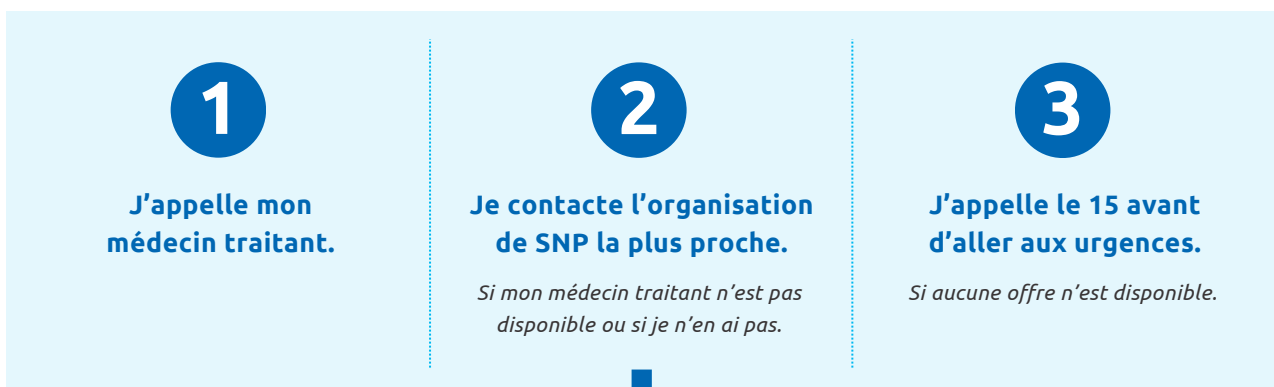 1
J’appelle mon
médecin traitant.
2
Je contacte l’organisation
de SNP la plus proche.
Si mon médecin traitant n’est pas
disponible ou si je n’en ai pas.
3
J’appelle le 15 avant
d’aller aux urgences.
Si aucune offre n’est disponible.